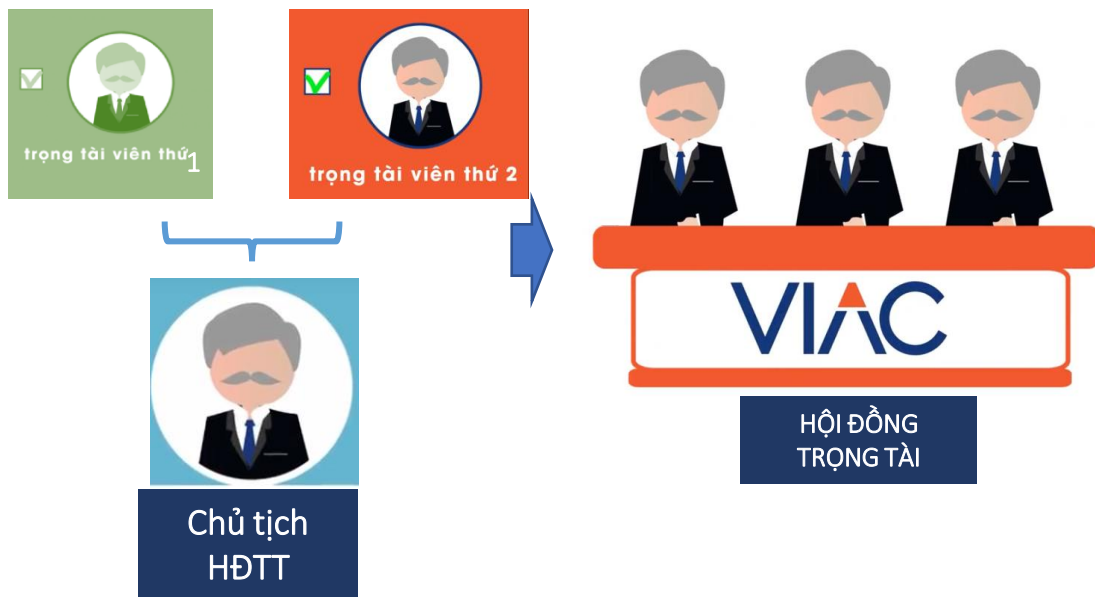 trọng tài viên thứ 1
trọng tài viên thứ 2
VIAC
HỘI ĐỒNG
TRỌNG TÀI
Chủ tịch
HĐTT